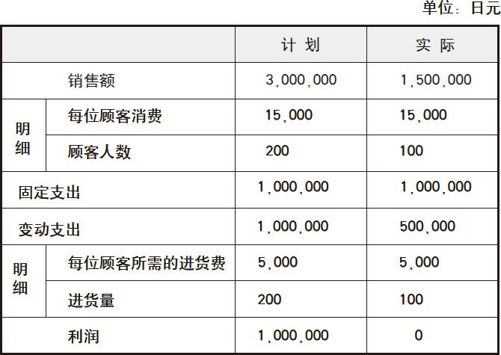 单位：日元
计划 实际
销售额 3,000,000 1,500,000
明细 每位顾客消费 15,000 15,000
顾客人数 200 100
固定支出 1,000,000 1,000,000
变动支出 1,000,000 500,000
明细 每位顾客所需的进货费 5,000 5,000
进货量 200 100
利润 1,000,000 0